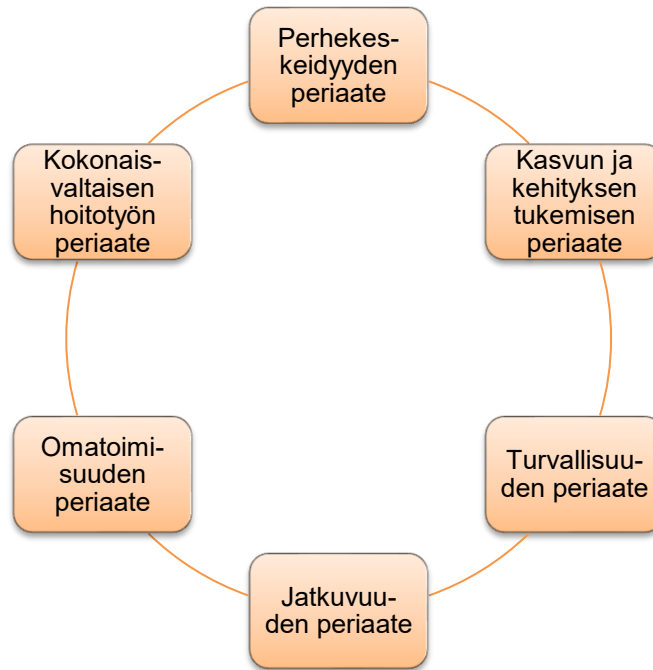 Perhekes-
keidyyden
periaate
Kokonais-
valtaisen
hoitotyön
periaate
Kasvun ja
kehityksen
tukemisen
periaate
Omatoimi-
suuden
periaate
Turvallisuu-
den periaate
Jatkuvuu-
den periaate